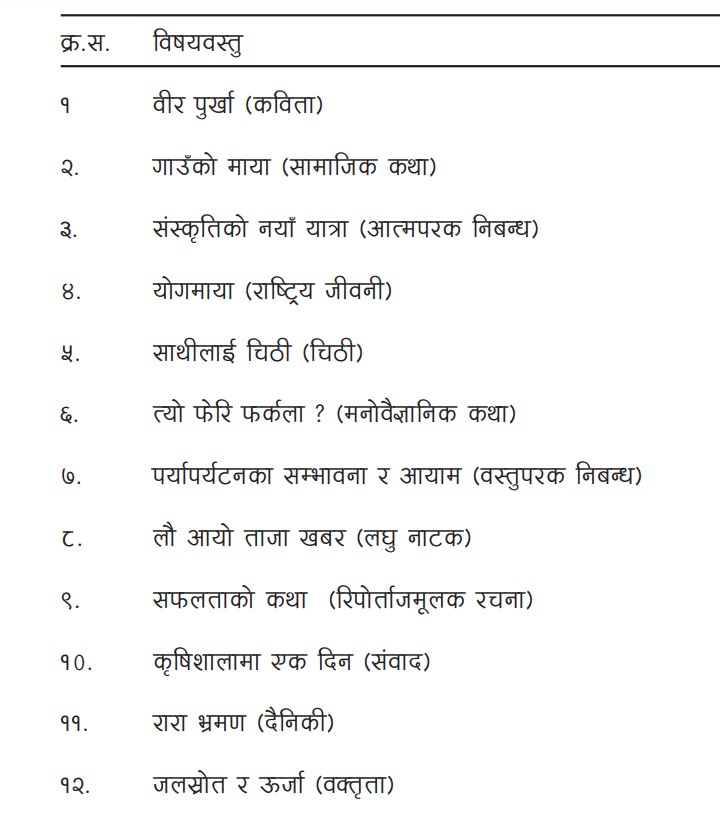 क्र.स. विषयवस्तु
१ वीर पुर्खा (कविता)
२. गाउँको माया (सामाजिक कथा)
३. संस्कृतिको नयाँ यात्रा (आत्मपरक निबन्ध)
४. योगमाया (राष्ट्रिय जीवनी)
५. साथीलाई चिठी (चिठी)
६. त्यो फेरि फर्कला ? (मनोवैज्ञानिक कथा)
७. पर्यापर्यटनका सम्भावना र आयाम (वस्तुपरक निबन्ध)
८. लौ आयो ताजा खबर (लघु नाटक)
९. सफलताको कथा (रिपोर्ताजमूलक रचना)
१०. कृषिशालामा एक दिन (संवाद)
११. रारा भ्रमण (दैनिकी)
१२. जलस्रोत र ऊर्जा (वक्तृता)